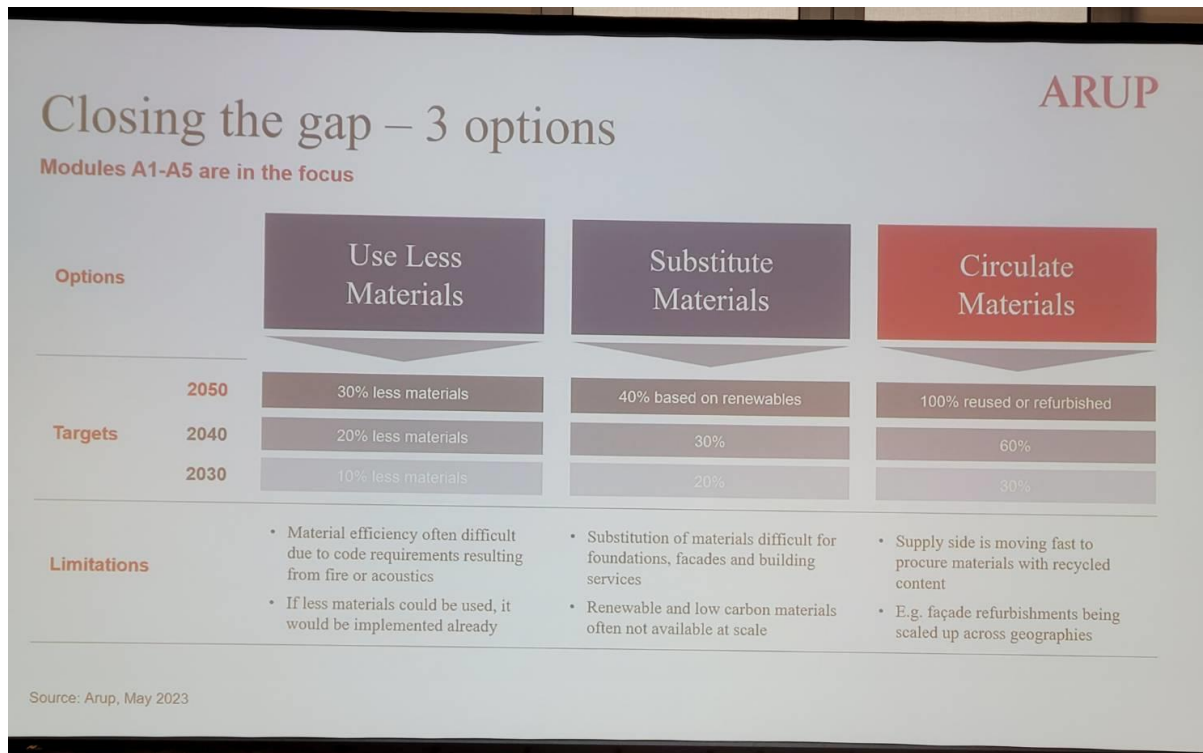 ARUP
Closing the gap – 3 options
Modules A1-A5 are in the focus
Options
Use Less
Materials
Substitute
Materials
Circulate
Materials
Targets
2050
30% less materials
40% based on renewables
100% reused or refurbished
2040
20% less materials
30%
60%
2030
10% less materials
20%
30%
Limitations
• Material efficiency often difficult
due to code requirements resulting
from fire or acoustics
• If less materials could be used, it
would be implemented already
• Substitution of materials difficult for
foundations, facades and building
services
• Renewable and low carbon materials
often not available at scale
• Supply side is moving fast to
procure materials with recycled
content
• E.g. façade refurbishments being
scaled up across geographies
Source: Arup, May 2023